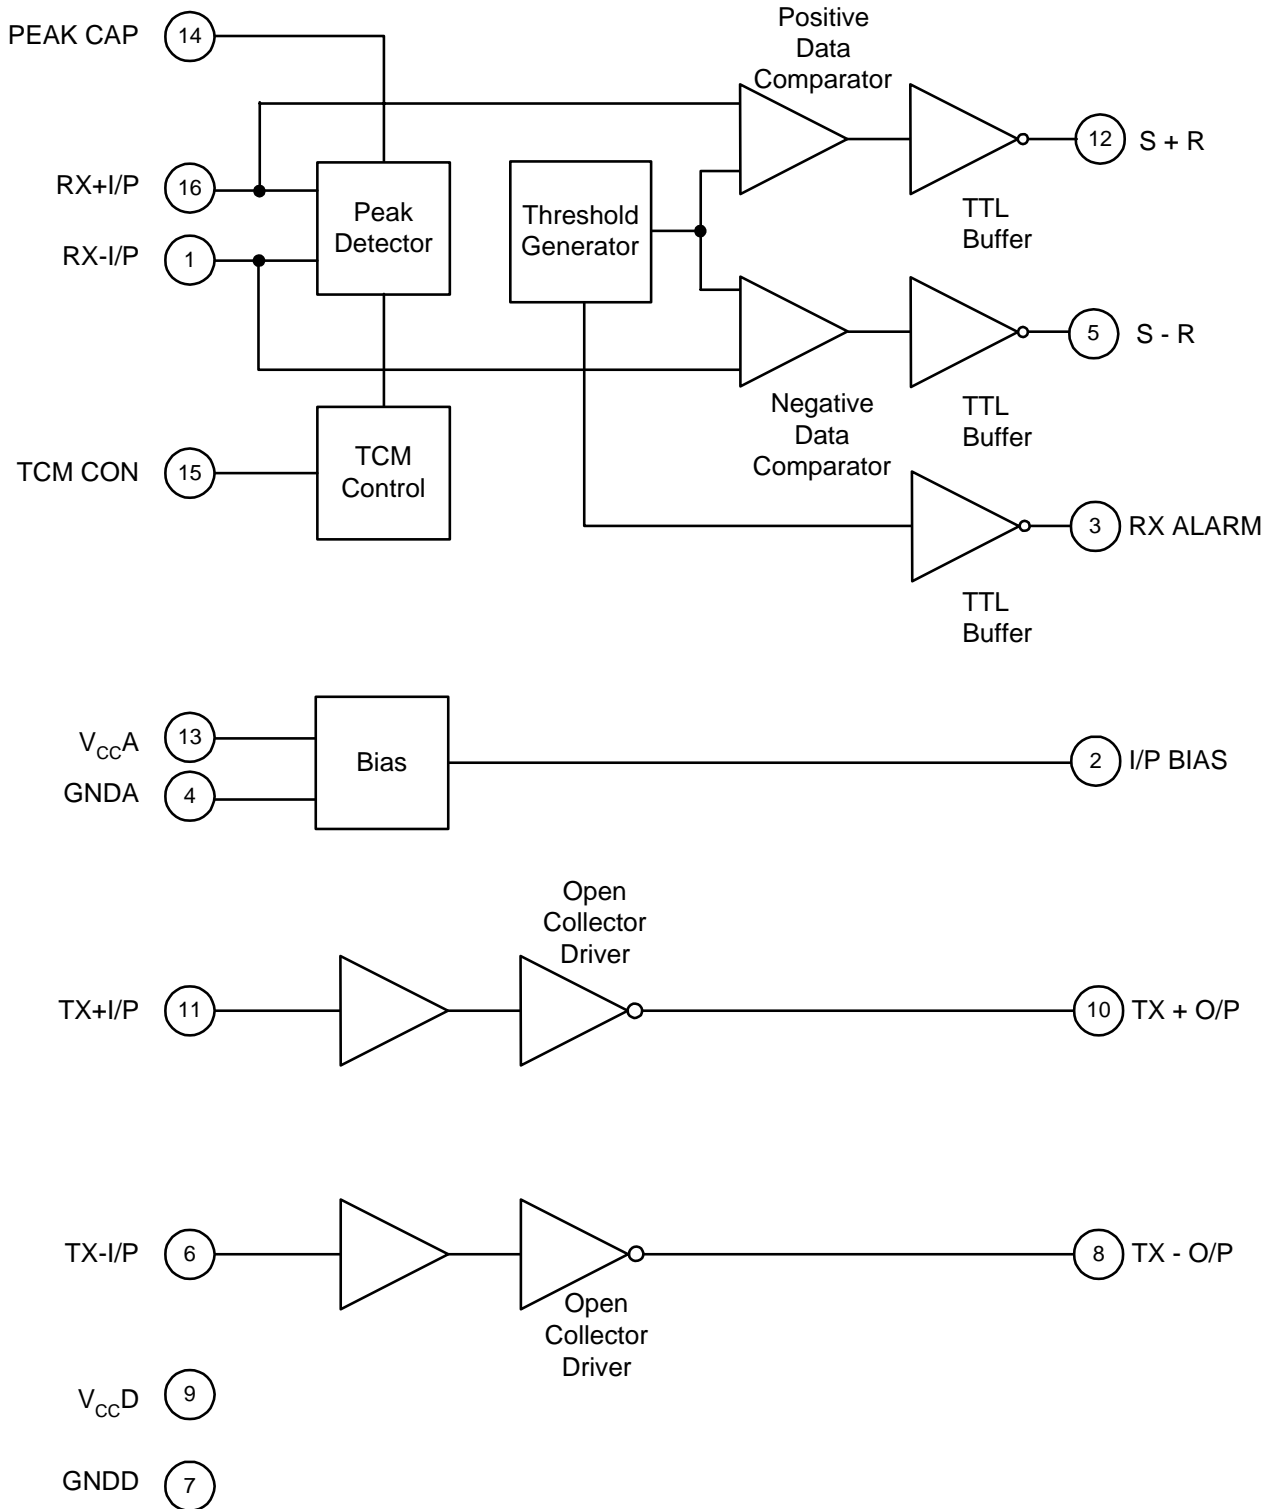 PEAK CAP 14
Positive
Data
Comparator
RX+I/P 16
Peak
Detector
Threshold
Generator
12 S + R
TTL
Buffer
RX-I/P 1
5 S - R
Negative
Data
Comparator
TTL
Buffer
TCM CON 15
TCM
Control
3 RX ALARM
TTL
Buffer
VCCA 13
GNDA 4
Bias
2 I/P BIAS
Open
Collector
Driver
TX+I/P 11
10 TX + O/P
TX-I/P 6
8 TX - O/P
Open
Collector
Driver
VCCD 9
GNDD 7